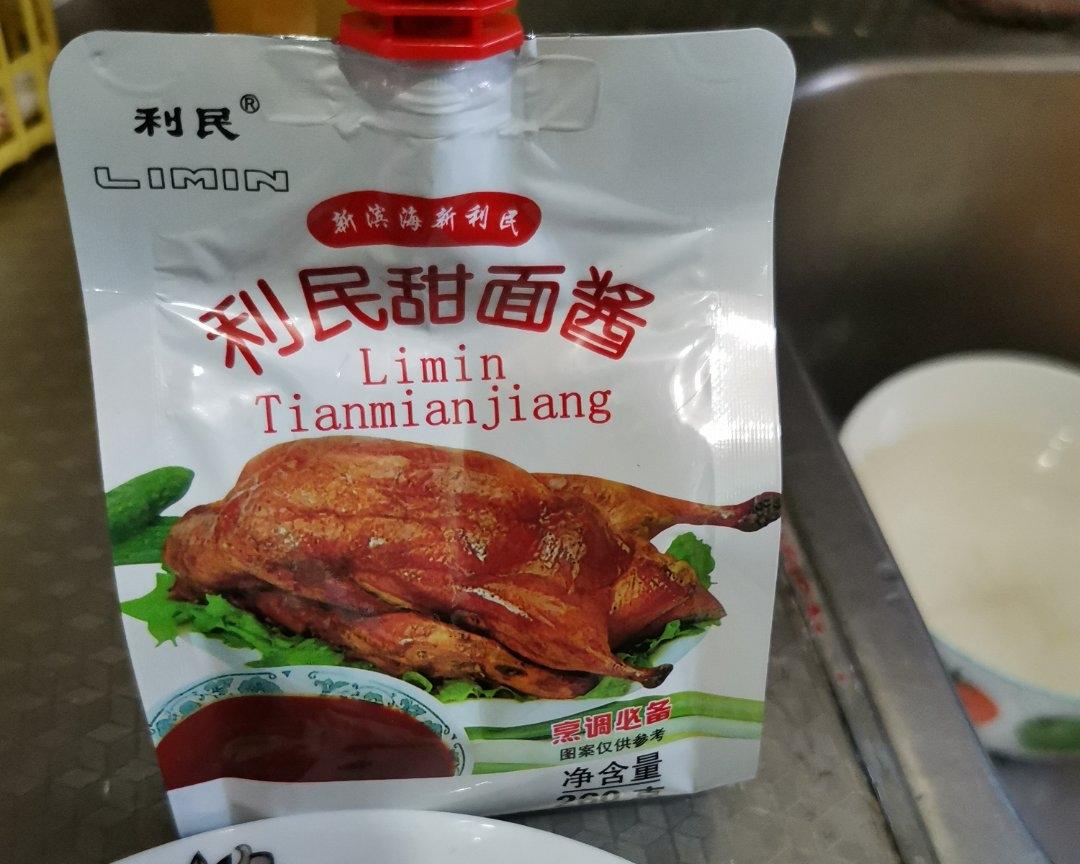 利民®
LIMIN
新滨海新利民
利民甜面酱
Limin
Tianmianjiang
烹调必备
图案仅供参考
净含量